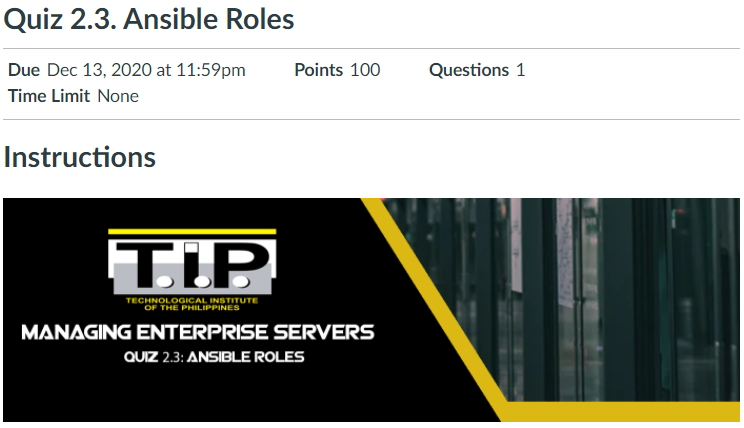 Quiz 2.3. Ansible Roles
Due Dec 13, 2020 at 11:59pm Points 100 Questions 1
Time Limit None
Instructions
T.i.P.
TECHNOLOGICAL INSTITUTE
OF THE PHILIPPINES
MANAGING ENTERPRISE SERVERS
QUIZ 2.3: ANSIBLE ROLES